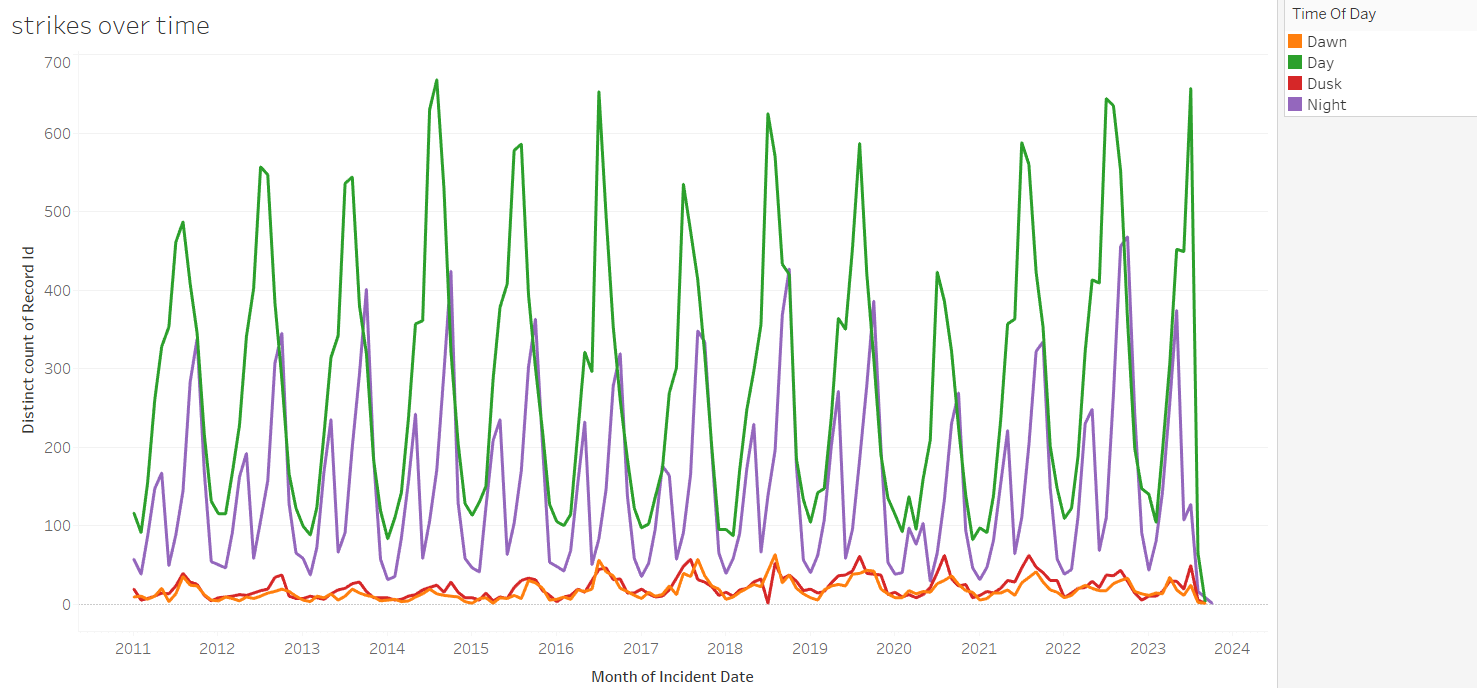 strikes over time
Time Of Day
Dawn
Day
Dusk
Night
Distinct count of Record Id
700
600
500
400
300
200
100
0
2011 2012 2013 2014 2015 2016 2017 2018 2019 2020 2021 2022 2023 2024
Month of Incident Date